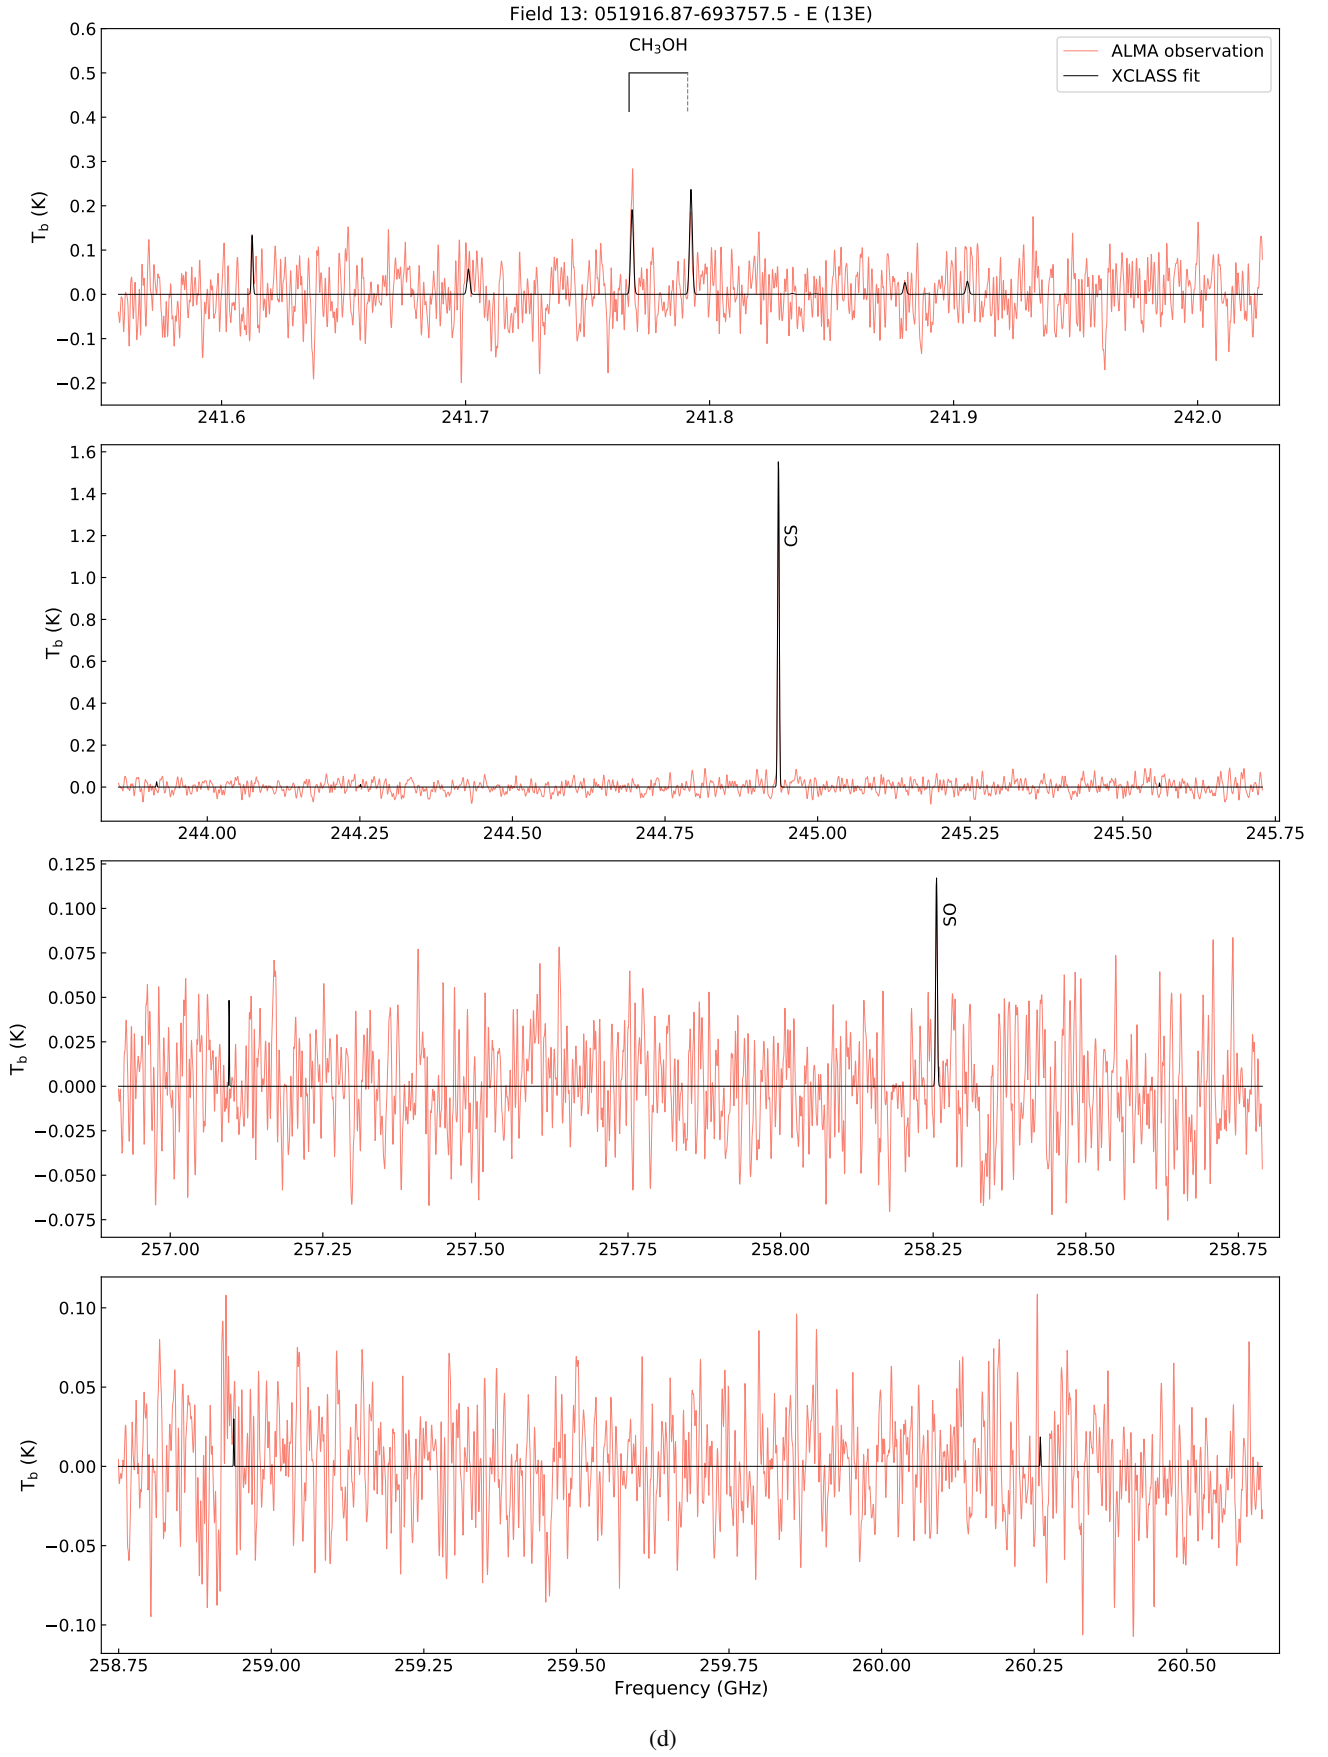 Field 13: 051916.87-693757.5 - E (13E)
CH₃OH
ALMA observation
XCLASS fit
T_b (K)
0.6
0.5
0.4
0.3
0.2
0.1
0.0
−0.1
−0.2
241.6 241.7 241.8 241.9 242.0
T_b (K)
1.6
1.4
1.2
1.0
0.8
0.6
0.4
0.2
0.0
CS
244.00 244.25 244.50 244.75 245.00 245.25 245.50 245.75
T_b (K)
0.125
0.100
0.075
0.050
0.025
0.000
−0.025
−0.050
−0.075
SO
257.00 257.25 257.50 257.75 258.00 258.25 258.50 258.75
T_b (K)
0.10
0.05
0.00
−0.05
−0.10
258.75 259.00 259.25 259.50 259.75 260.00 260.25 260.50
Frequency (GHz)
(d)